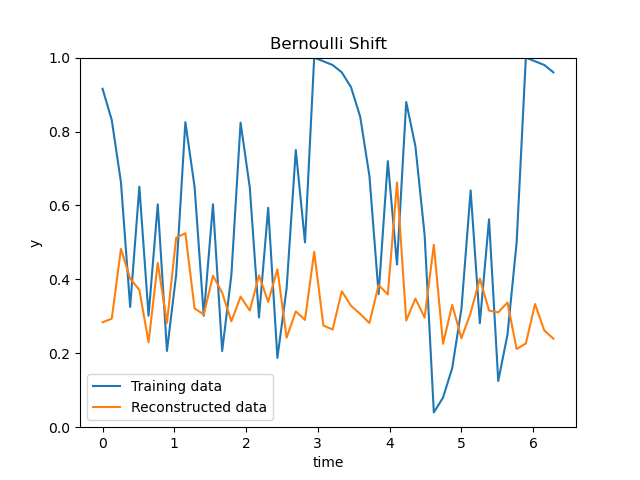 Bernoulli Shift
1.0
0.8
0.6
0.4
0.2
0.0
y
Training data
Reconstructed data
0 1 2 3 4 5 6
time